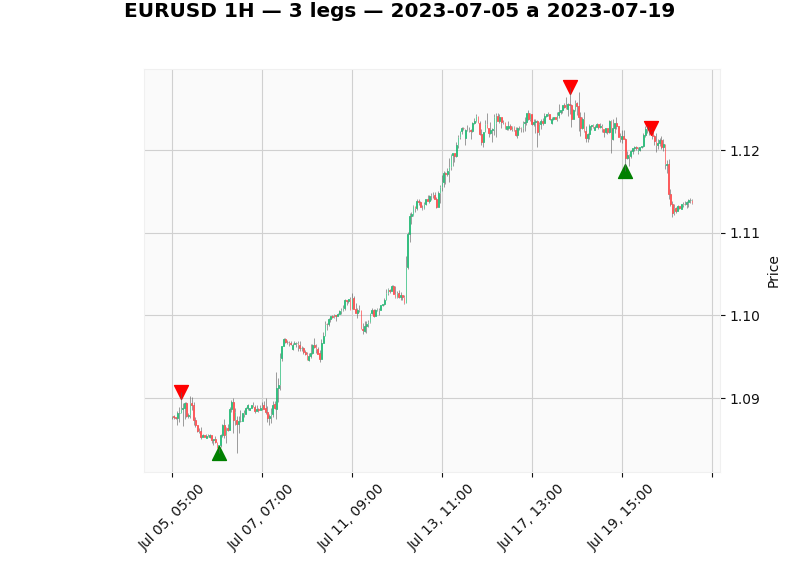 EURUSD 1H — 3 legs — 2023-07-05 a 2023-07-19
1.12
1.11
1.10
1.09
Price
Jul 05, 05:00
Jul 07, 07:00
Jul 11, 09:00
Jul 13, 11:00
Jul 17, 13:00
Jul 19, 15:00